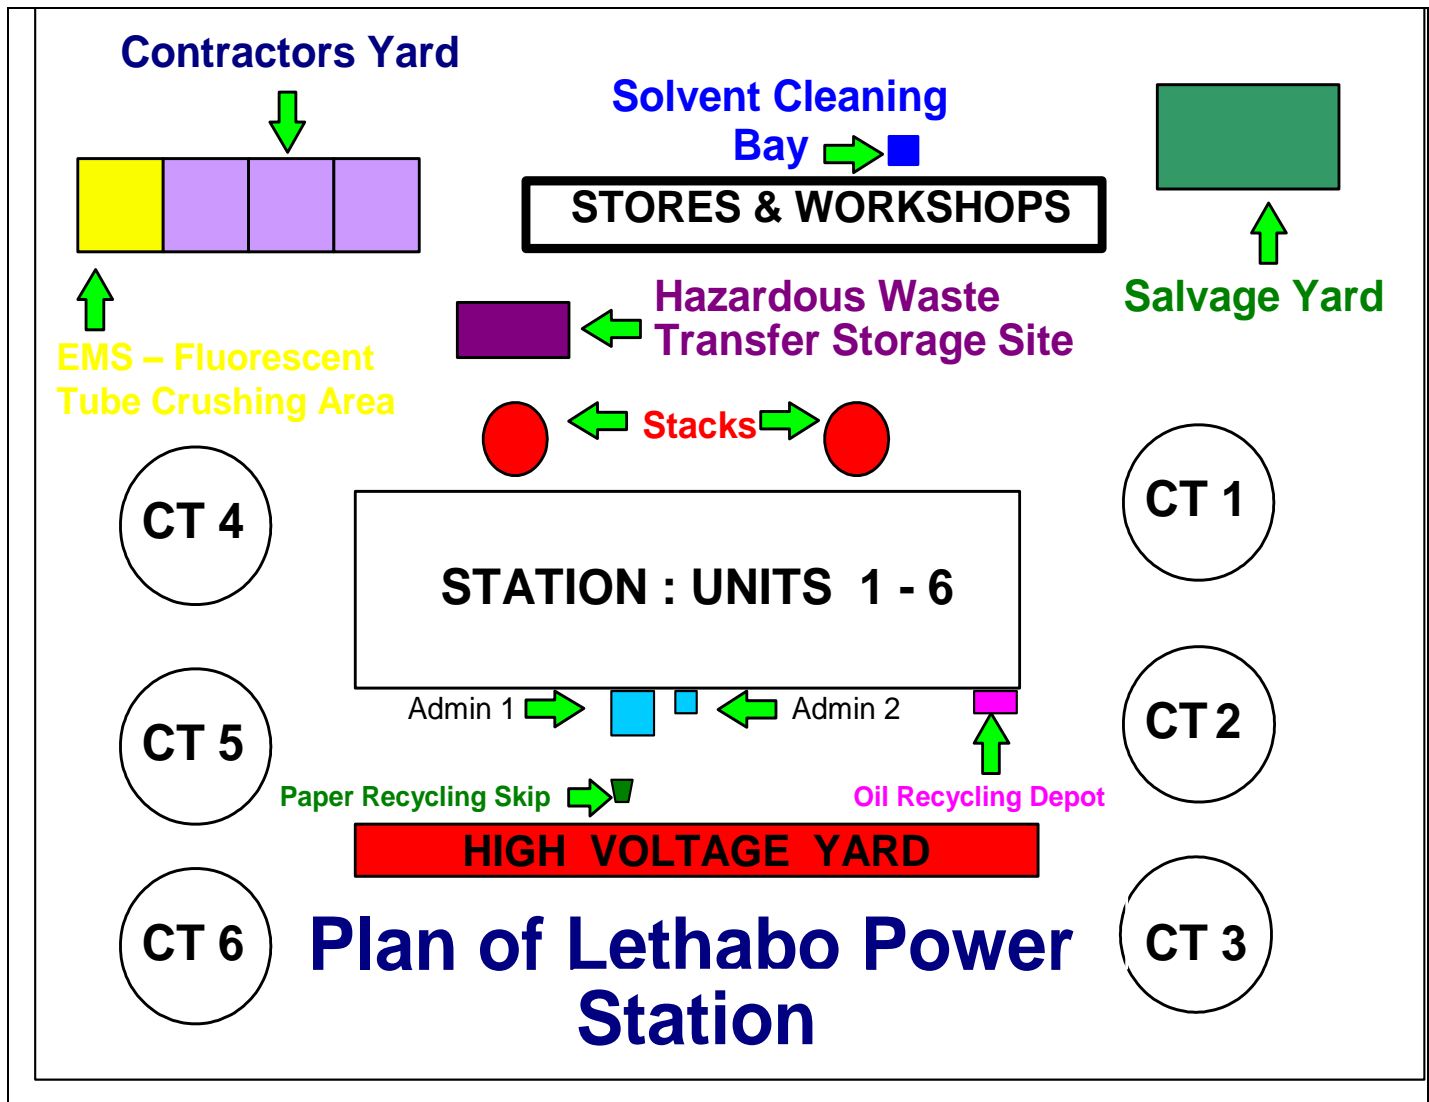 Contractors Yard
Solvent Cleaning
Bay
STORES & WORKSHOPS
Hazardous Waste
Transfer Storage Site
Salvage Yard
EMS – Fluorescent
Tube Crushing Area
Stacks
CT 4
CT 1
STATION : UNITS 1 - 6
Admin 1
Admin 2
CT 5
CT 2
Paper Recycling Skip
Oil Recycling Depot
HIGH VOLTAGE YARD
CT 6
CT 3
Plan of Lethabo Power
Station